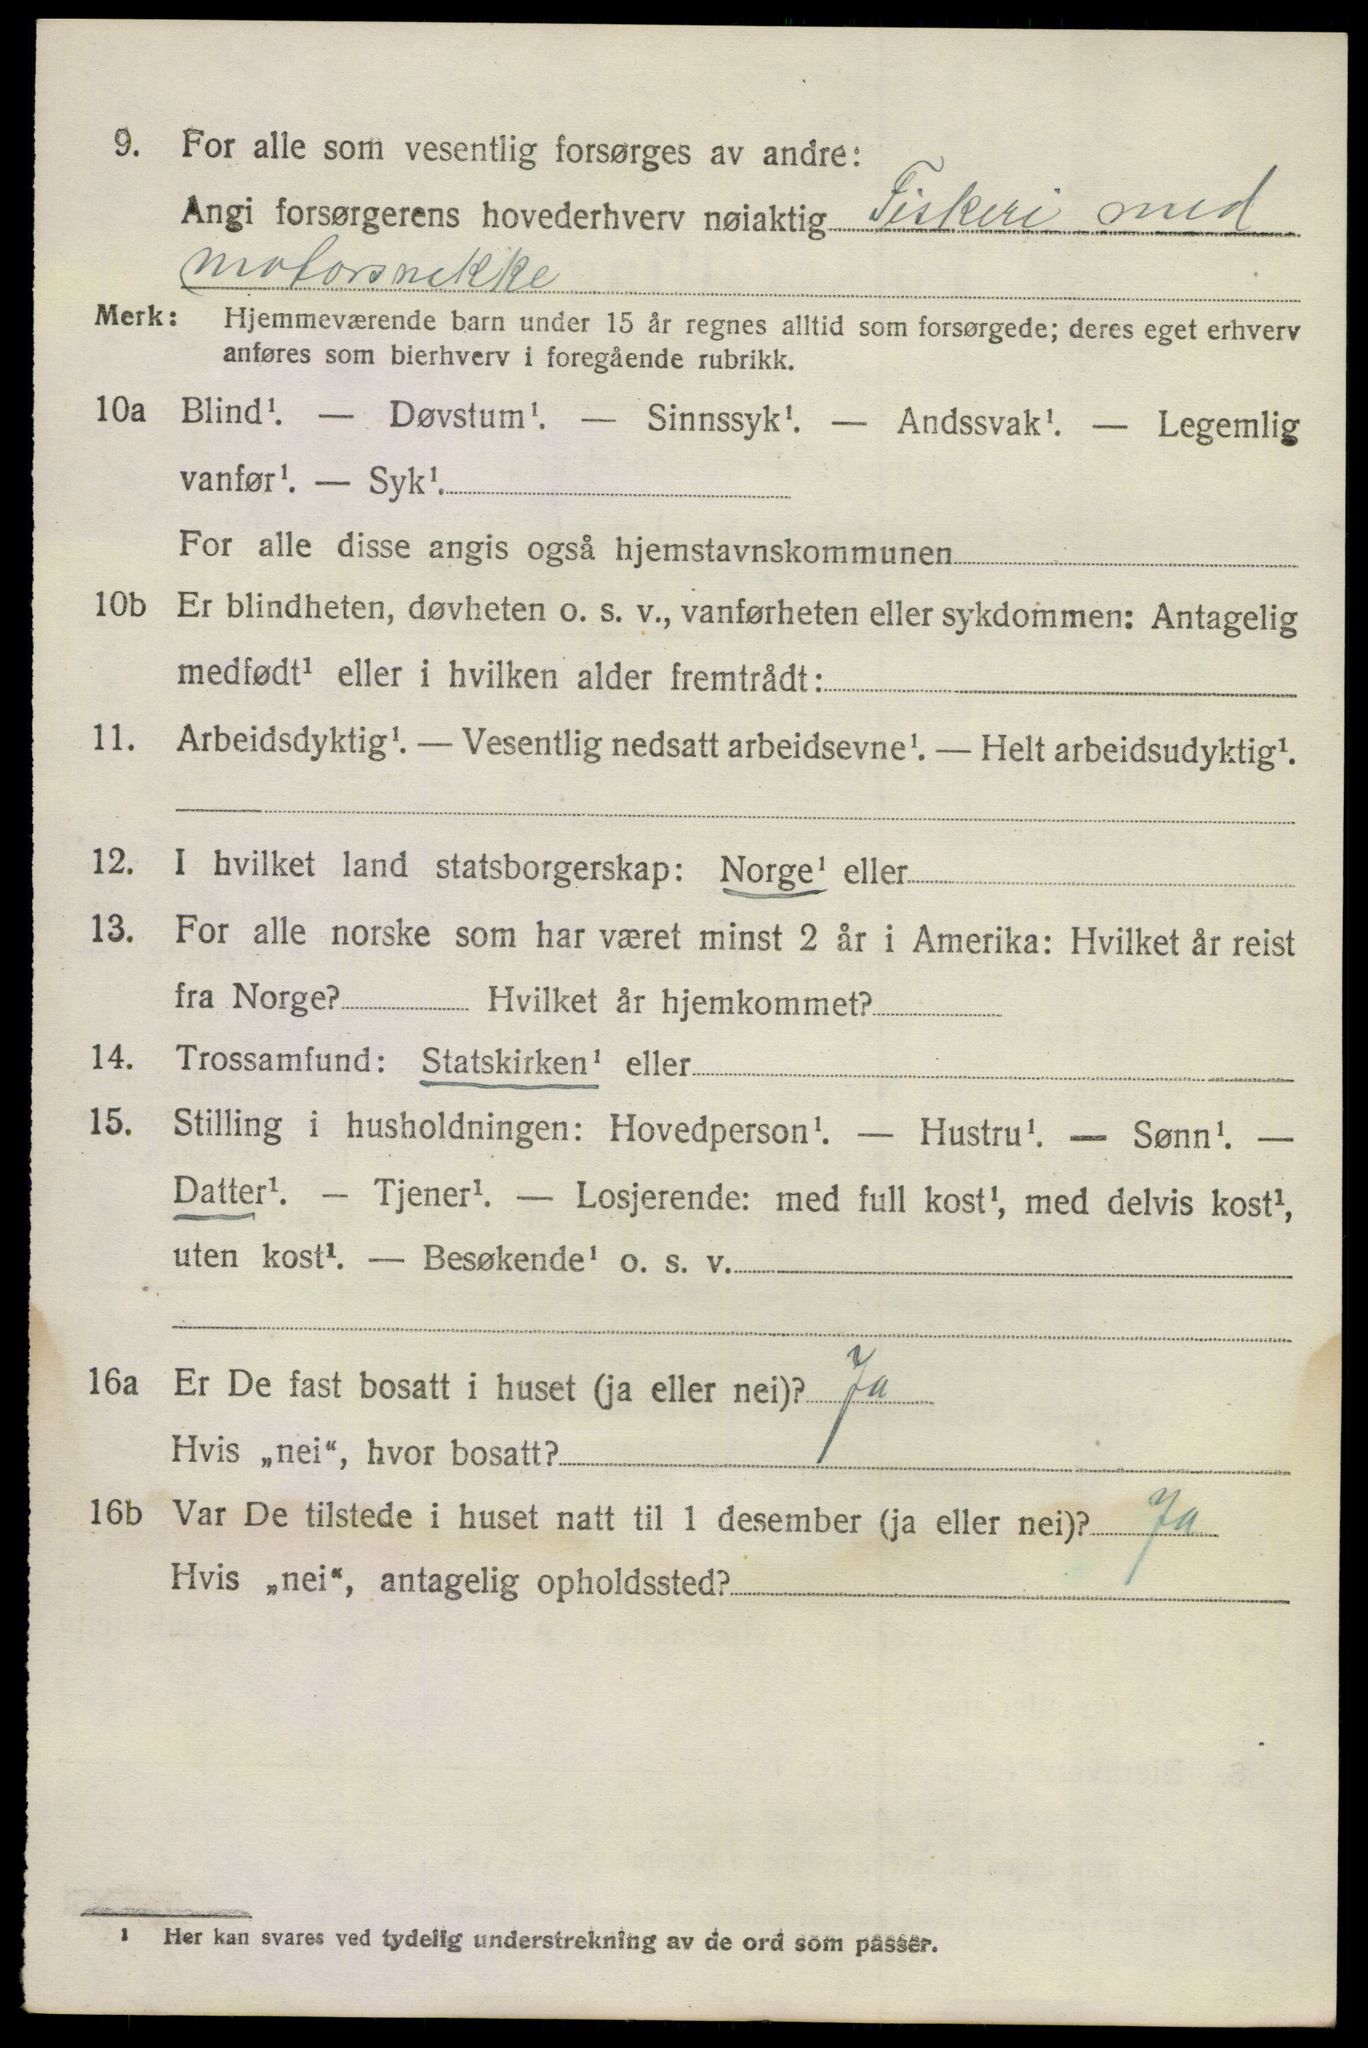 9. For alle som vesentlig forsørges av andre:
Angi forsørgerens hovederhverv nøiaktig Fiskeri med
motorsnekke
Merk: Hjemmeværende barn under 15 år regnes alltid som forsørgede; deres eget erhverv
anføres som bierhverv i foregående rubrikk.
10a Blind¹. — Døvstum¹. — Sinnssyk¹. — Andssvak¹. — Legemlig
vanfør¹. — Syk¹.
For alle disse angis også hjemstavnskommunen
10b Er blindheten, døvheten o. s. v., vanførheten eller sykdommen: Antagelig
medfødt¹ eller i hvilken alder fremtrådt:
11. Arbeidsdyktig¹. — Vesentlig nedsatt arbeidsevne¹. — Helt arbeidsudyktig¹.
12. I hvilket land statsborgerskap: Norge¹ eller
13. For alle norske som har været minst 2 år i Amerika: Hvilket år reist
fra Norge? Hvilket år hjemkommet?
14. Trossamfund: Statskirken¹ eller
15. Stilling i husholdningen: Hovedperson¹. — Hustru¹. — Sønn¹. —
Datter¹. — Tjener¹. — Losjerende: med full kost¹, med delvis kost¹,
uten kost¹. — Besøkende¹ o. s. v.
16a Er De fast bosatt i huset (ja eller nei)? Ja
Hvis „nei“, hvor bosatt?
16b Var De tilstede i huset natt til 1 desember (ja eller nei)? Ja
Hvis „nei“, antagelig opholdssted?
¹ Her kan svares ved tydelig understrekning av de ord som passer.